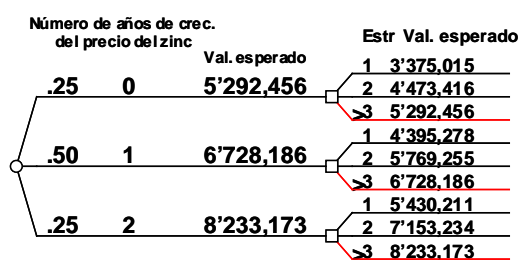 Número de años de crec.
del precio del zinc
Val. esperado
Estr Val. esperado
.25 0 5'292,456
1 3'375,015
2 4'473,416
>3 5'292,456
.50 1 6'728,186
1 4'395,278
2 5'769,255
>3 6'728,186
.25 2 8'233,173
1 5'430,211
2 7'153,234
>3 8'233,173